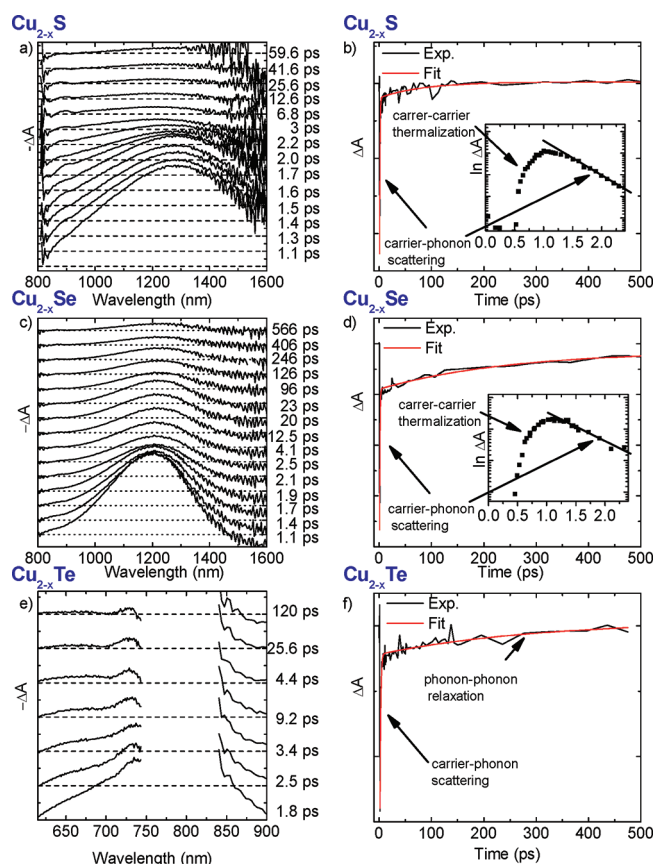 Cu2-xS
a)
59.6 ps
41.6 ps
25.6 ps
12.6 ps
6.8 ps
3 ps
2.2 ps
2.0 ps
1.7 ps
1.6 ps
1.5 ps
1.4 ps
1.3 ps
1.1 ps
-ΔA
800 1000 1200 1400 1600
Wavelength (nm)
Cu2-xS
b)
Exp.
Fit
carrer-carrier
thermalization
carrier-phonon
scattering
ln ΔA
0.0 0.5 1.0 1.5 2.0
ΔA
0 100 200 300 400 500
Time (ps)
Cu2-xSe
c)
566 ps
406 ps
246 ps
126 ps
96 ps
23 ps
20 ps
12.5 ps
4.1 ps
2.5 ps
2.1 ps
1.9 ps
1.7 ps
1.4 ps
1.1 ps
-ΔA
800 1000 1200 1400 1600
Wavelength (nm)
Cu2-xSe
d)
Exp.
Fit
carrer-carrier
thermalization
carrier-phonon
scattering
ln ΔA
0.0 0.5 1.0 1.5 2.0
ΔA
0 100 200 300 400 500
Time (ps)
Cu2-xTe
e)
120 ps
25.6 ps
4.4 ps
9.2 ps
3.4 ps
2.5 ps
1.8 ps
-ΔA
650 700 750 800 850 900
Wavelength (nm)
Cu2-xTe
f)
Exp.
Fit
phonon-phonon
relaxation
carrier-phonon
scattering
ΔA
0 100 200 300 400 500
Time (ps)